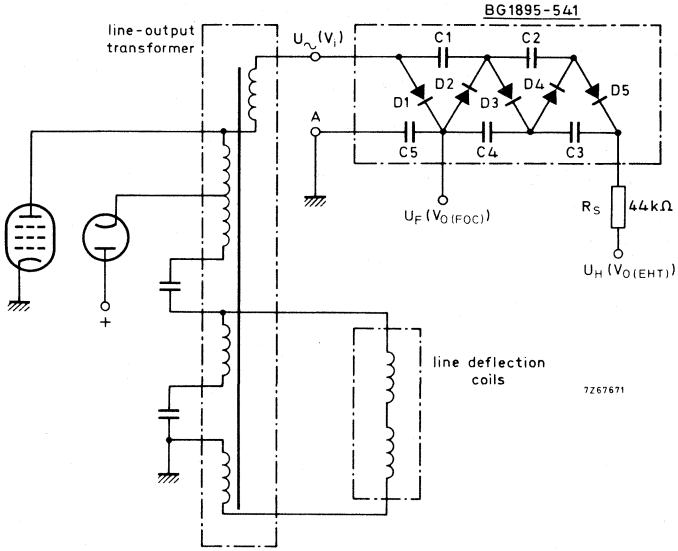 BG1895-541
line-output
transformer
U~ (Vi)
C1
C2
D1
D2
D3
D4
D5
A
C5
C4
C3
UF (VO(FOC))
RS
44kΩ
UH (VO(EHT))
+
line deflection
coils
7Z67671